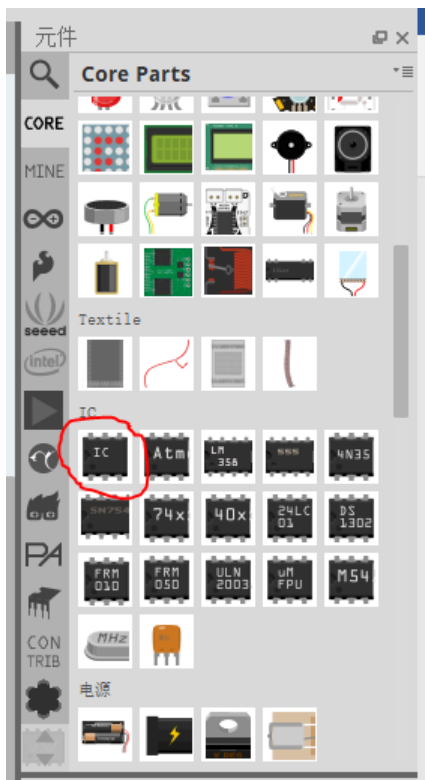 元件
Core Parts
CORE
MINE
seeed
Textile
intel
IC
IC
Atm
LM
358
sss
4N35
SN754
74x
40x
24LC
01
DS
1302
FRM
010
FRM
050
ULN
2003
uM
FPU
M54
PA
MHz
CON
TRIB
电源